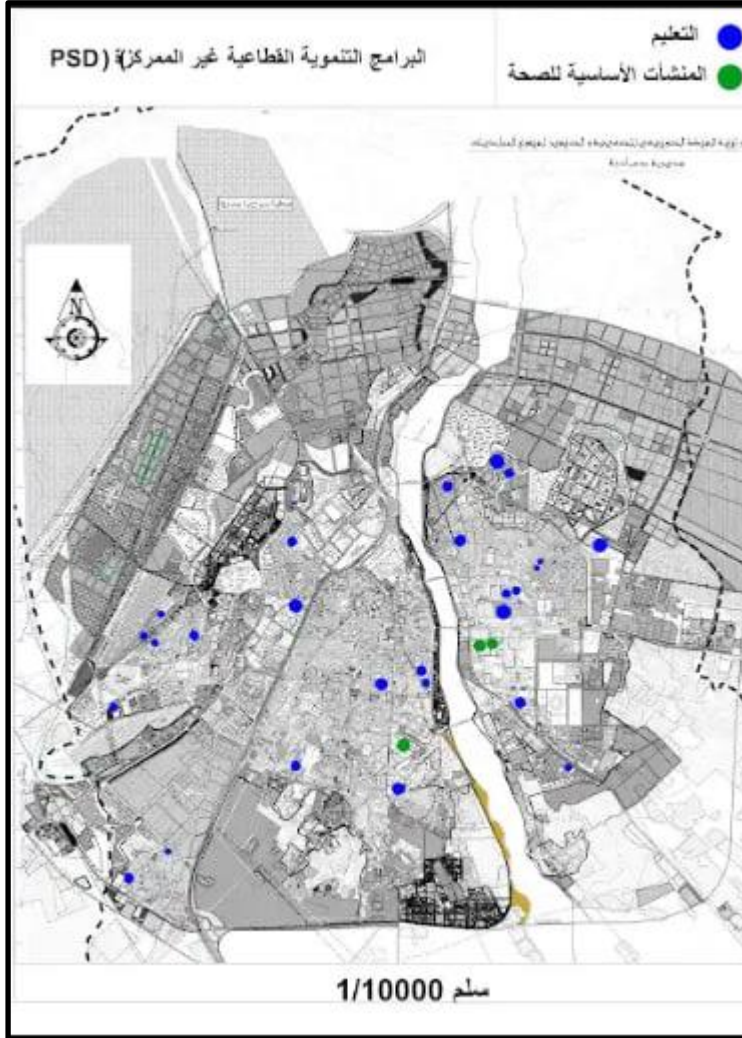 البرامج التنموية القطاعية غير الممركزة (PSD)
التعليم
المنشآت الأساسية للصحة
N
سلم 1/10000